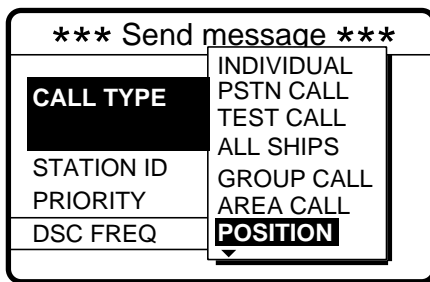 *** Send message ***
CALL TYPE
STATION ID
PRIORITY
DSC FREQ
INDIVIDUAL
PSTN CALL
TEST CALL
ALL SHIPS
GROUP CALL
AREA CALL
POSITION